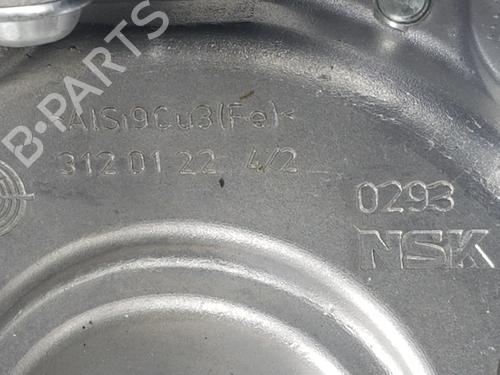 >AlSi9Cu3(Fe)<
312 01 22 4/2
0293
NSK
B-PARTS